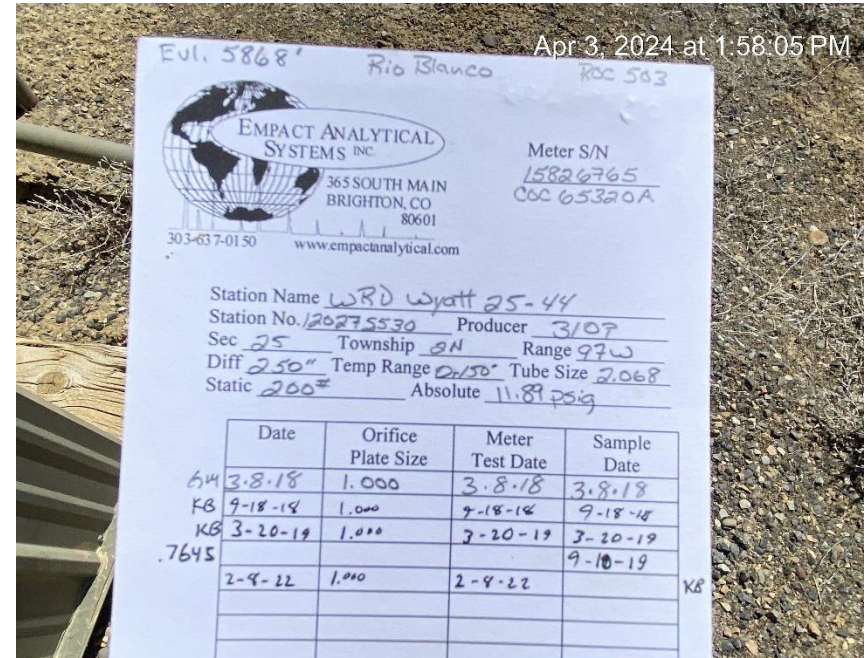 Apr 3, 2024 at 1:58:05 PM
Evl. 5868' Rio Blanco ROC 503
EMPACT ANALYTICAL
SYSTEMS INC.
365 SOUTH MAIN
BRIGHTON, CO
80601
303-637-0150 www.empactanalytical.com
Meter S/N
15826765
COC 65320A
Station Name WRD Wyatt 25-44
Station No. 120275530 Producer 310?
Sec 25 Township 2N Range 97W
Diff 250" Temp Range 0-150° Tube Size 2.068
Static 200# Absolute 11.89 psig
Date Orifice Plate Size Meter Test Date Sample Date
GM 3.8.18 1.000 3.8.18 3.8.18
KB 9-18-18 1.000 9-18-18 9-18-18
KB 3-20-19 1.000 3-20-19 3-20-19
.7645 9-10-19
2-8-22 1.000 2-8-22 KB